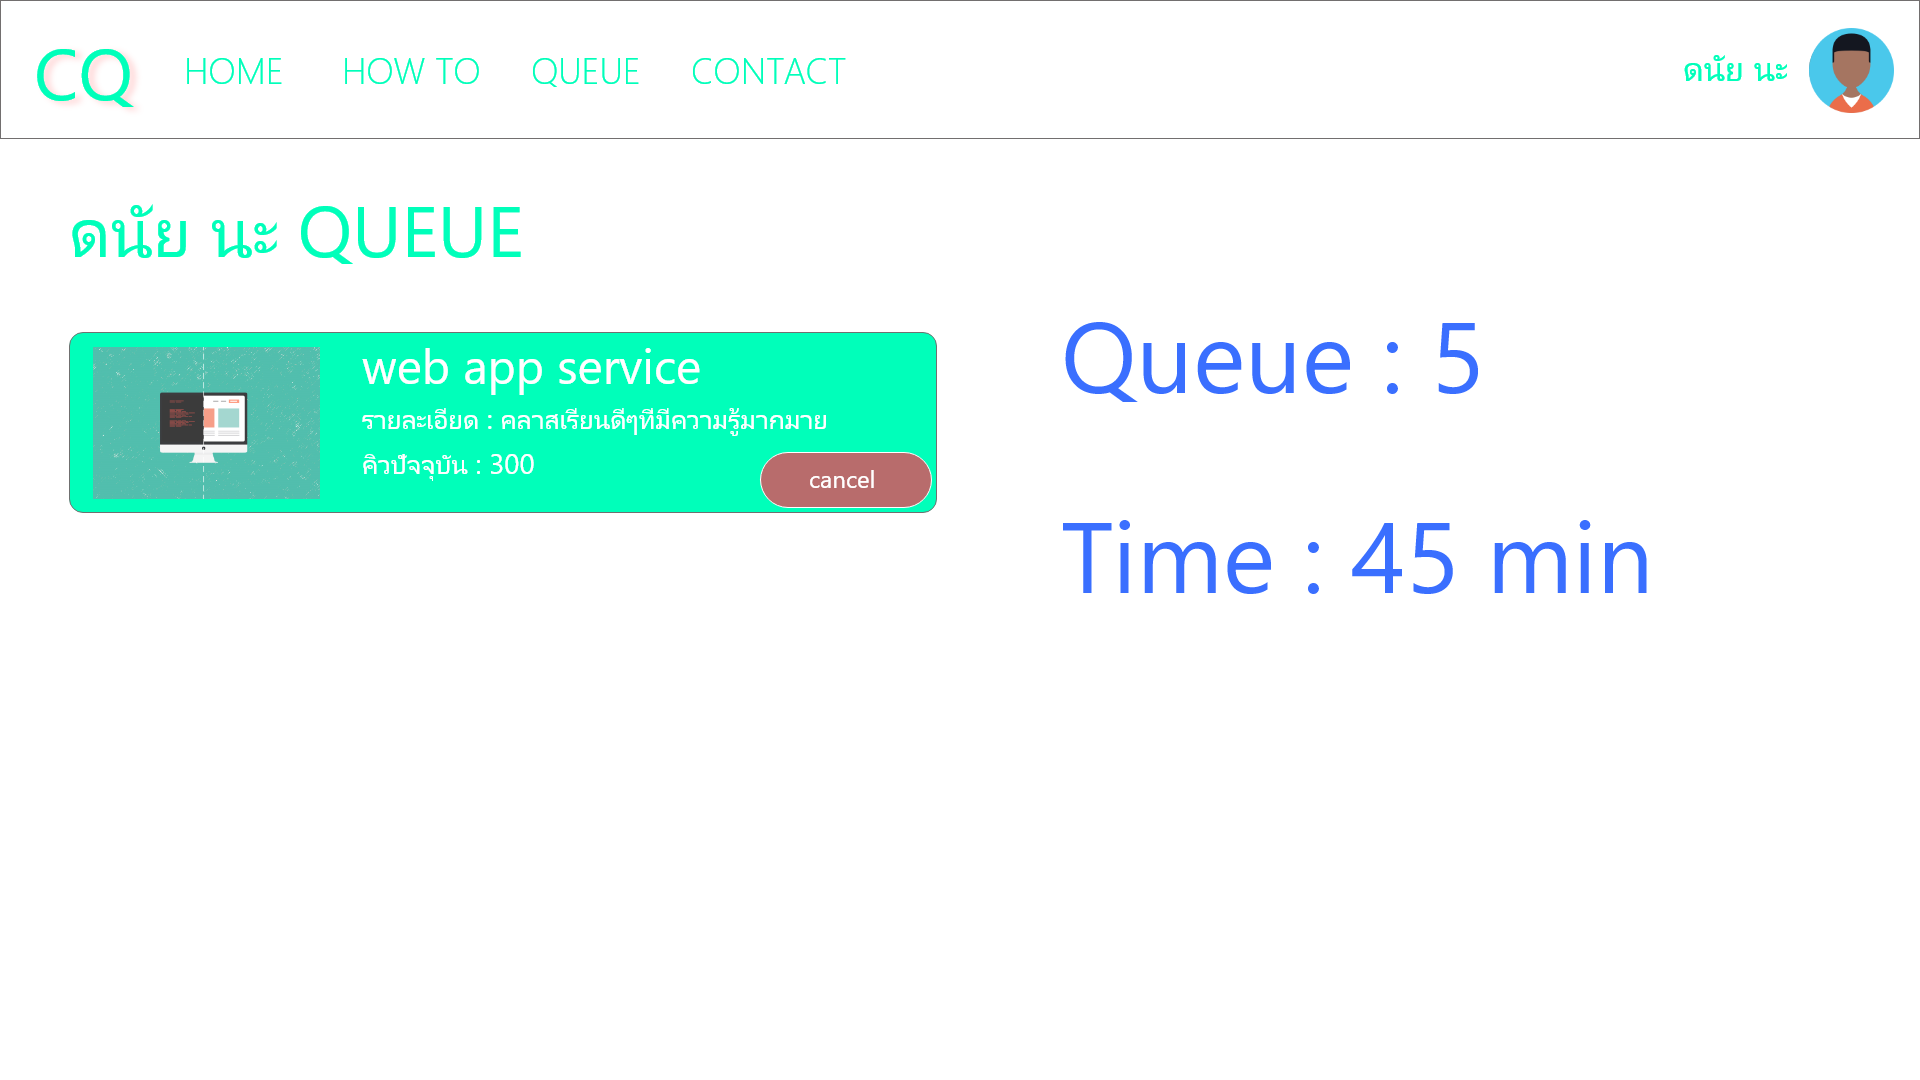 CQ HOME HOW TO QUEUE CONTACT ดนัย นะ
ดนัย นะ QUEUE
web app service
รายละเอียด : คลาสเรียนดีๆที่มีความรู้มากมาย
คิวปัจจุบัน : 300
cancel
Queue : 5
Time : 45 min